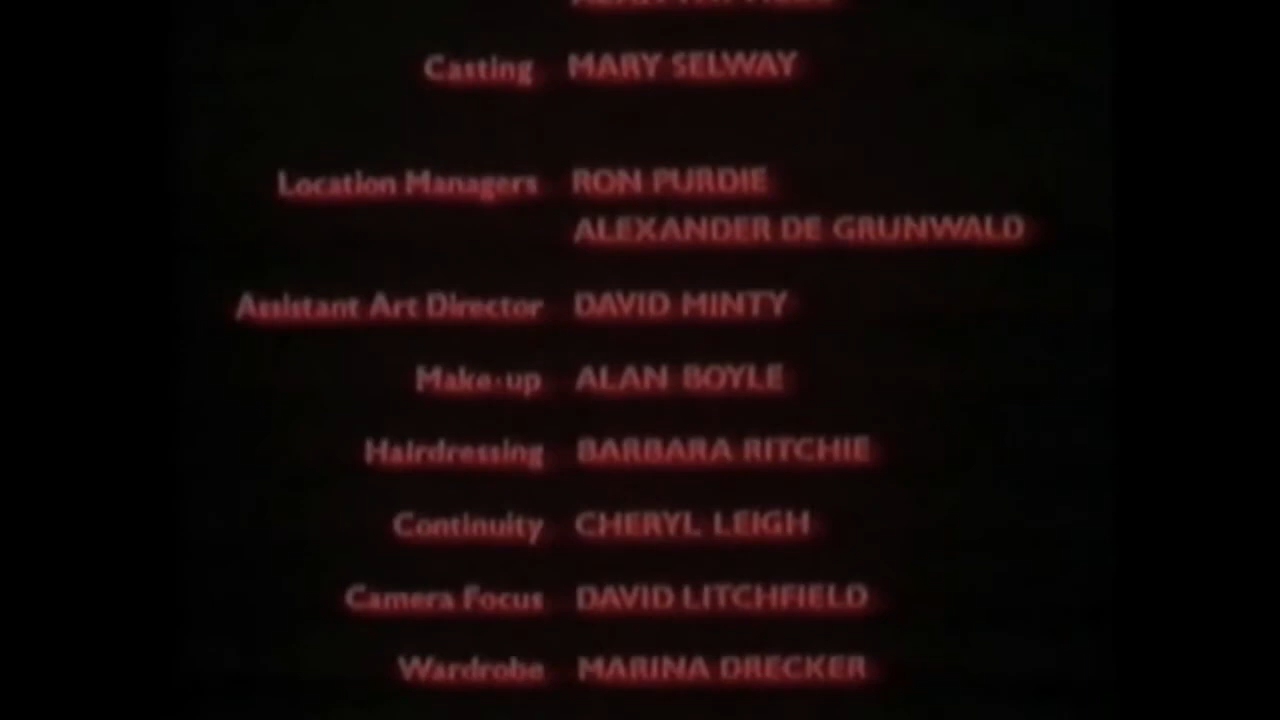 Casting MARY SELWAY
Location Managers RON PURDIE
ALEXANDER DE GRUNWALD
Assistant Art Director DAVID MINTY
Make-up ALAN BOYLE
Hairdressing BARBARA RITCHIE
Continuity CHERYL LEIGH
Camera Focus DAVID LITCHFIELD
Wardrobe MARINA DRECKER